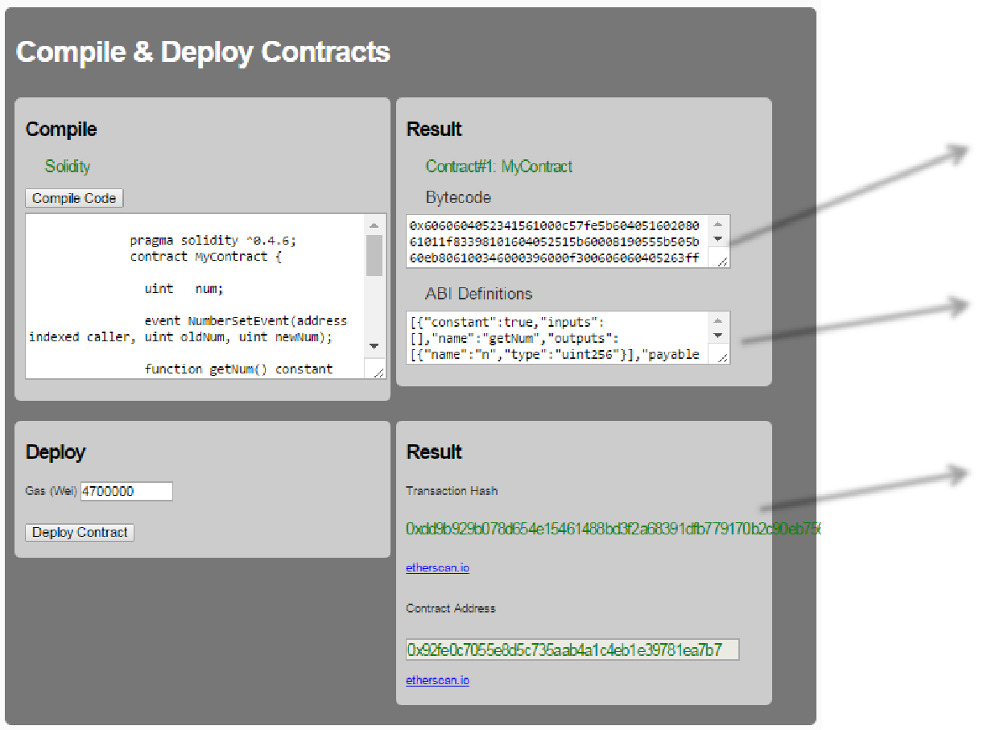 Compile & Deploy Contracts
Compile
Solidity
Compile Code
pragma solidity ^0.4.6;
contract MyContract {
uint   num;
event NumberSetEvent(address
indexed caller, uint oldNum, uint newNum);
function getNum() constant
Result
Contract#1: MyContract
Bytecode
0x6060604052341561000c57fe5b604051602080
61011f83398101604052515b60008190555b505b
60eb806100346000396000f300606060405263ff
ABI Definitions
[{"constant":true,"inputs":
[],"name":"getNum","outputs":
[{"name":"n","type":"uint256"}],"payable
Deploy
Gas (Wei) 4700000
Deploy Contract
Result
Transaction Hash
0xdd9b929b078d654e15461488bd3f2a68391dfb779170b2c90eb756
etherscan.io
Contract Address
0x92fe0c7055e8d5c735aab4a1c4eb1e39781ea7b7
etherscan.io